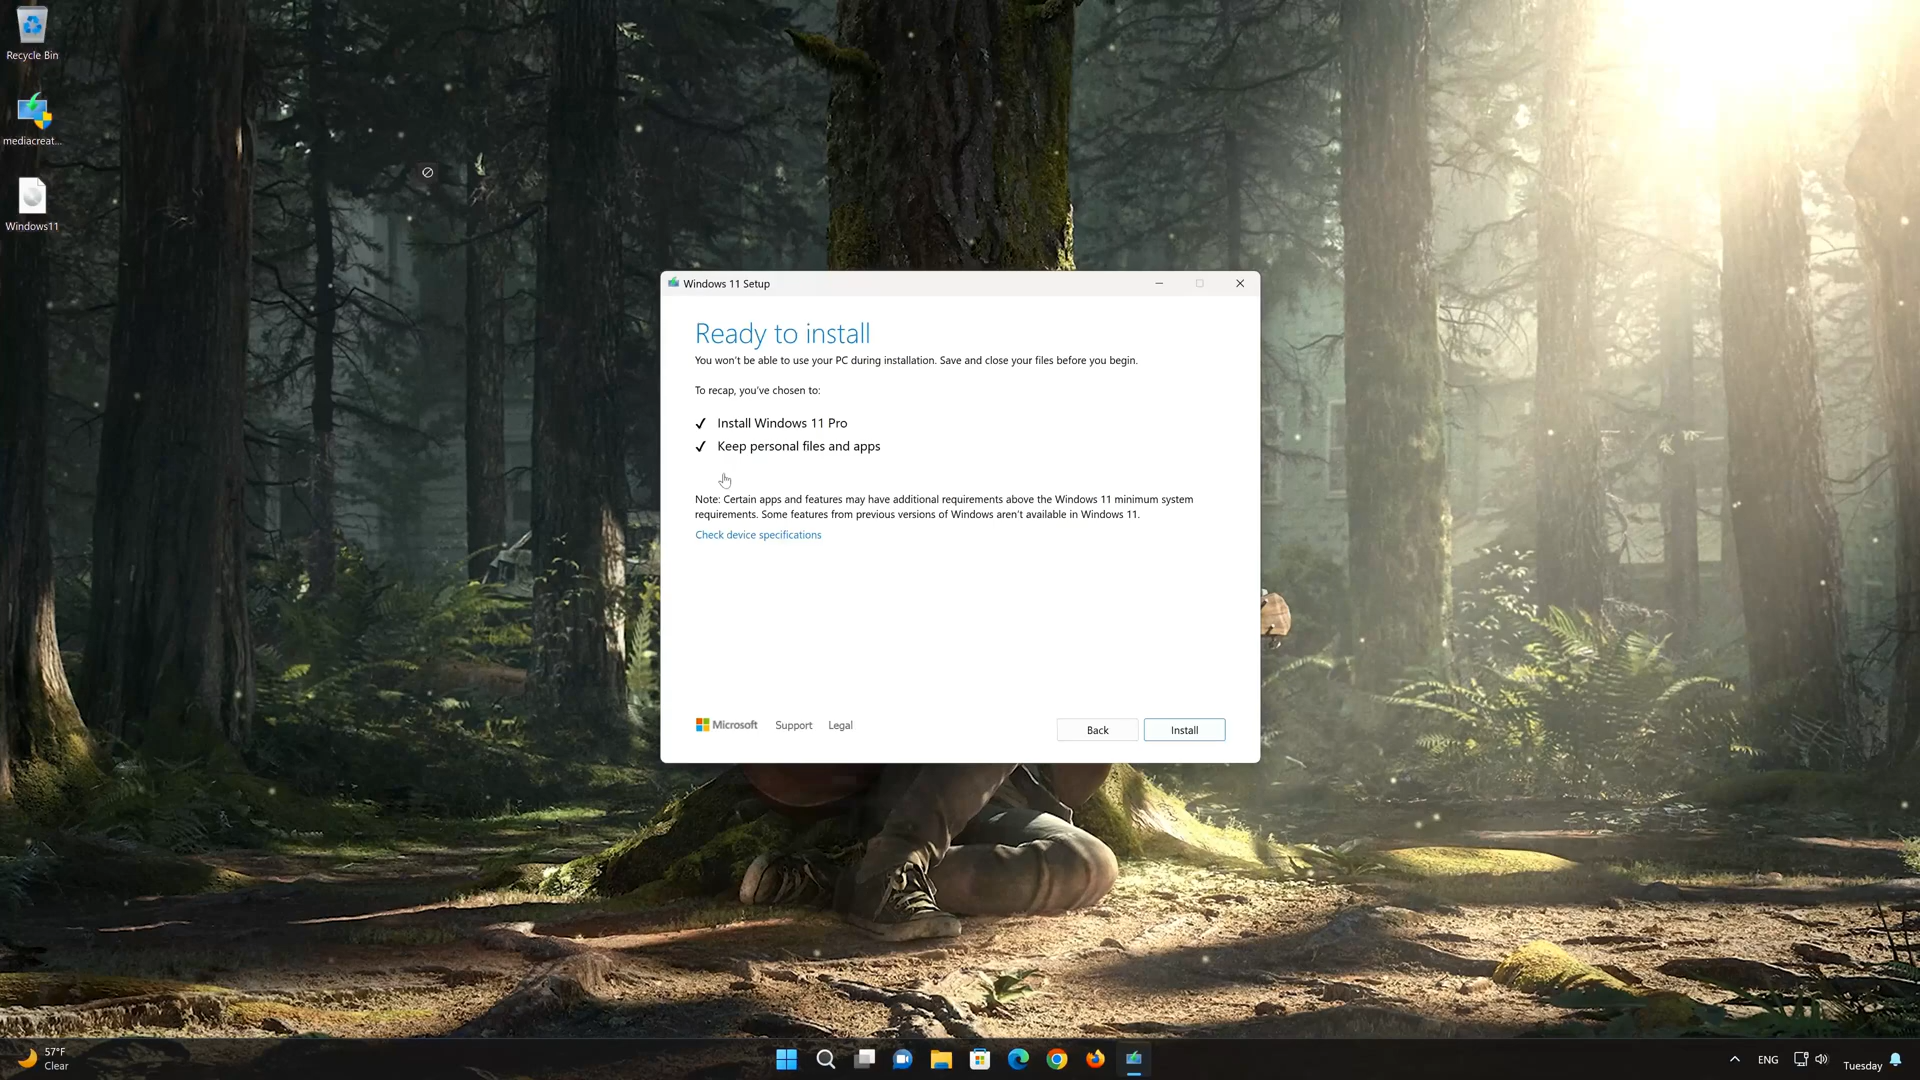 Recycle Bin
mediacreat...
Windows11
Windows 11 Setup
Ready to install
You won't be able to use your PC during installation. Save and close your files before you begin.
To recap, you've chosen to:
Install Windows 11 Pro
Keep personal files and apps
Note: Certain apps and features may have additional requirements above the Windows 11 minimum system
requirements. Some features from previous versions of Windows aren't available in Windows 11.
Check device specifications
Microsoft Support Legal
Back Install
57°F
Clear
ENG
Tuesday